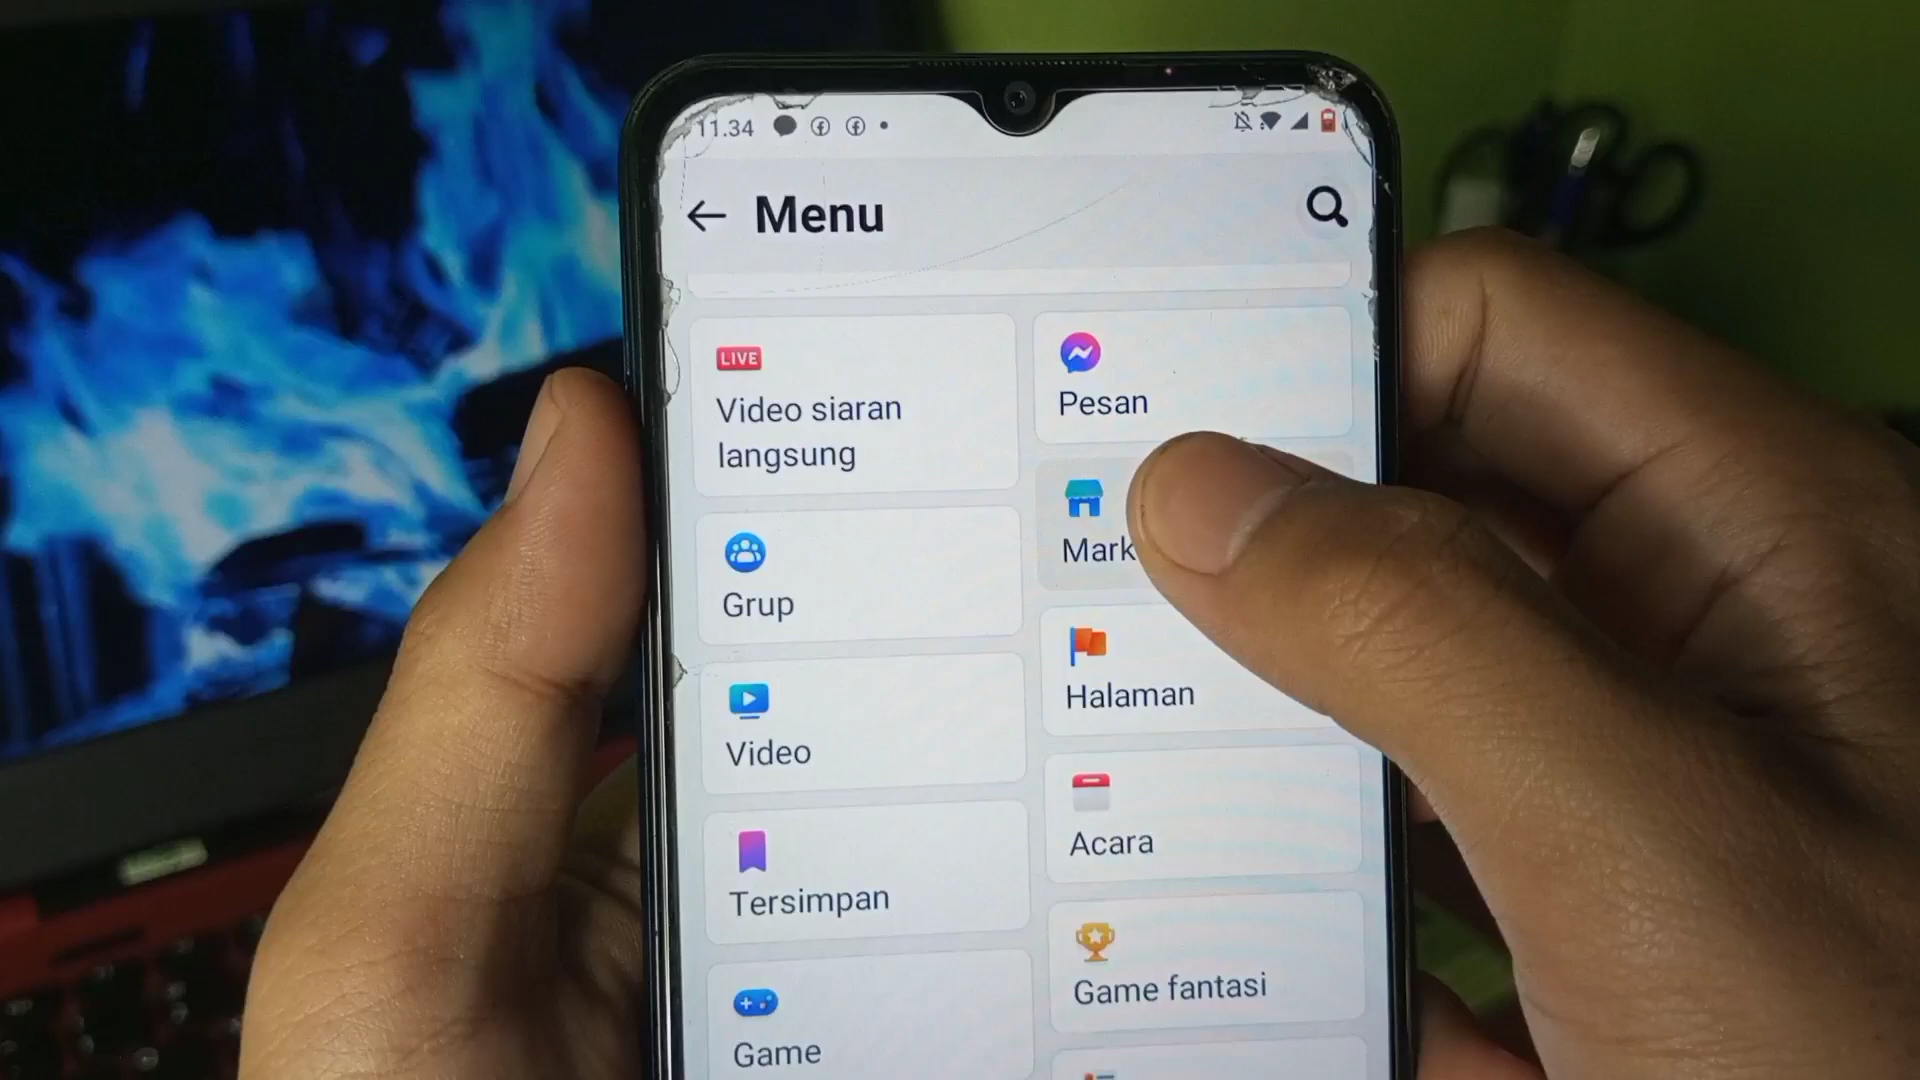 11.34
Menu
LIVE
Video siaran
langsung
Pesan
Mark
Grup
Halaman
Video
Acara
Tersimpan
Game fantasi
Game